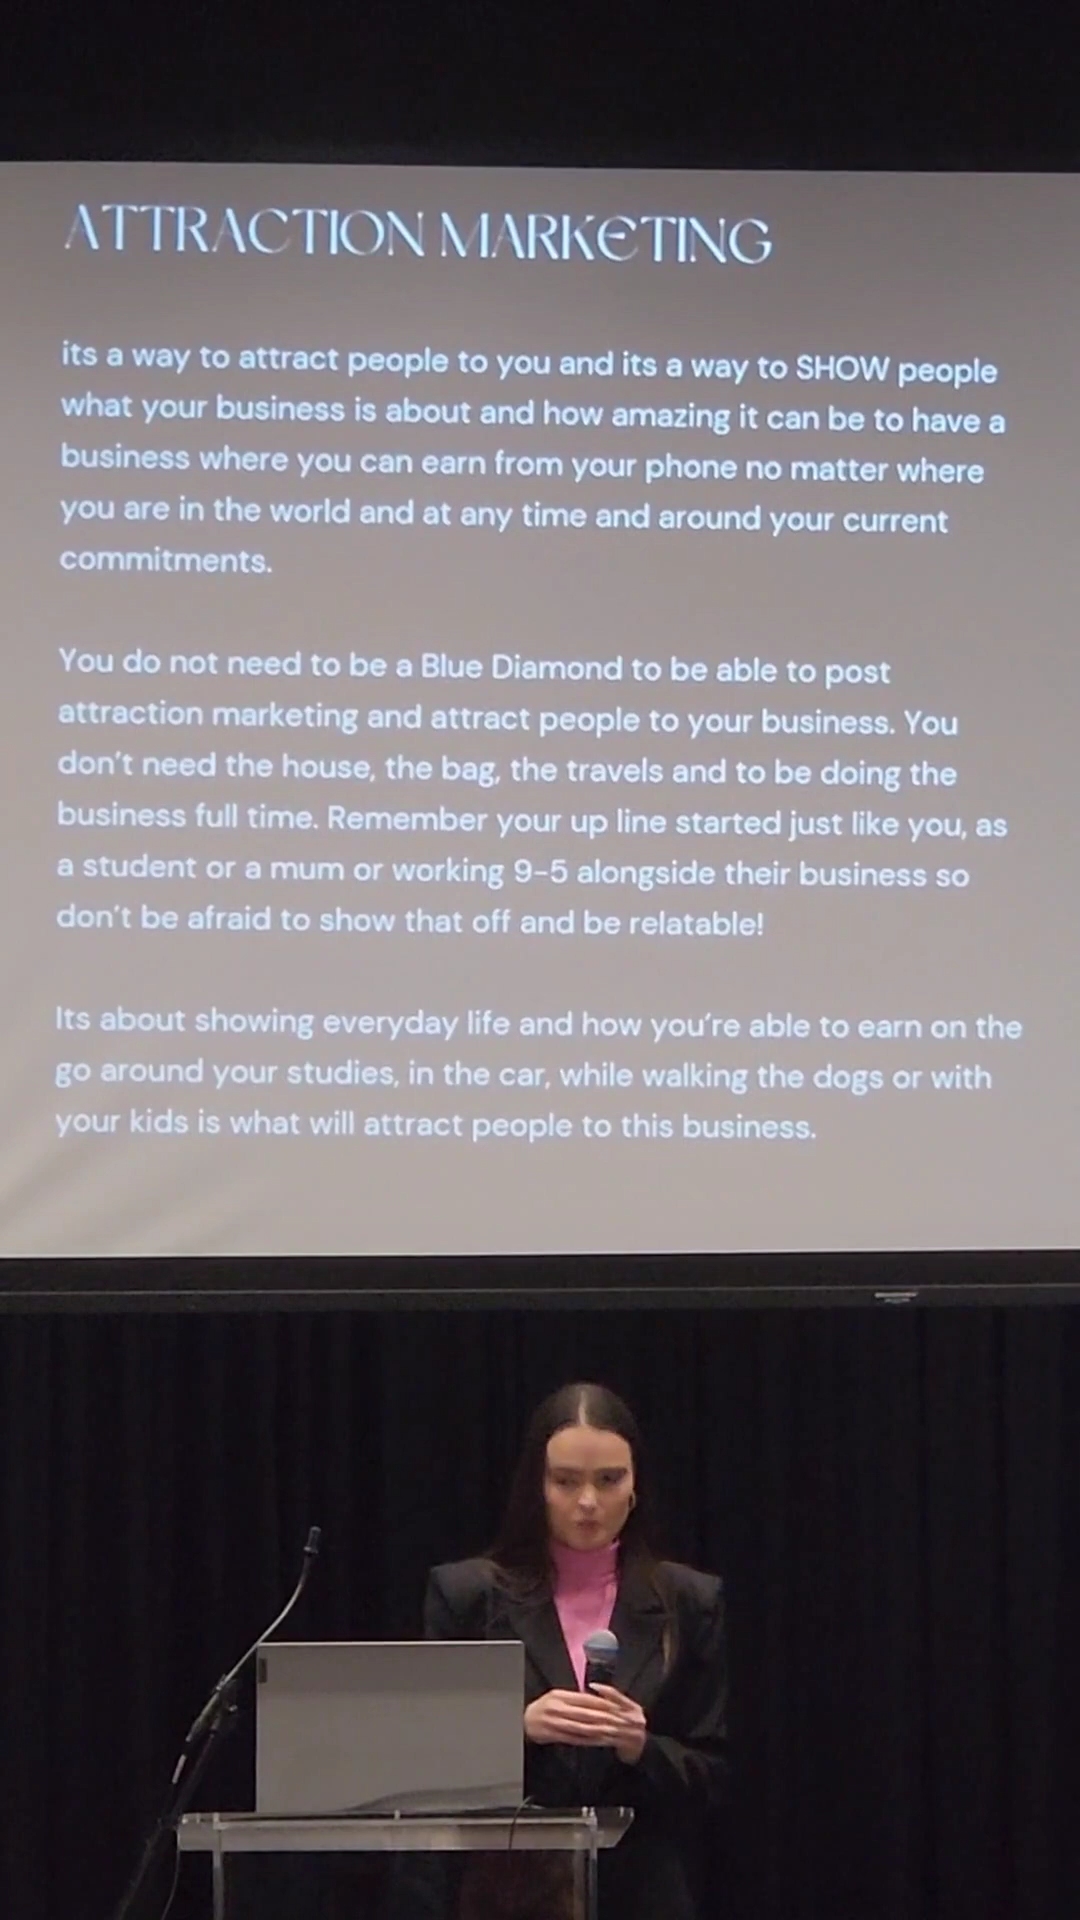 ATTRACTION MARKETING
its a way to attract people to you and its a way to SHOW people
what your business is about and how amazing it can be to have a
business where you can earn from your phone no matter where
you are in the world and at any time and around your current
commitments.
You do not need to be a Blue Diamond to be able to post
attraction marketing and attract people to your business. You
don't need the house, the bag, the travels and to be doing the
business full time. Remember your up line started just like you, as
a student or a mum or working 9-5 alongside their business so
don't be afraid to show that off and be relatable!
Its about showing everyday life and how you're able to earn on the
go around your studies, in the car, while walking the dogs or with
your kids is what will attract people to this business.